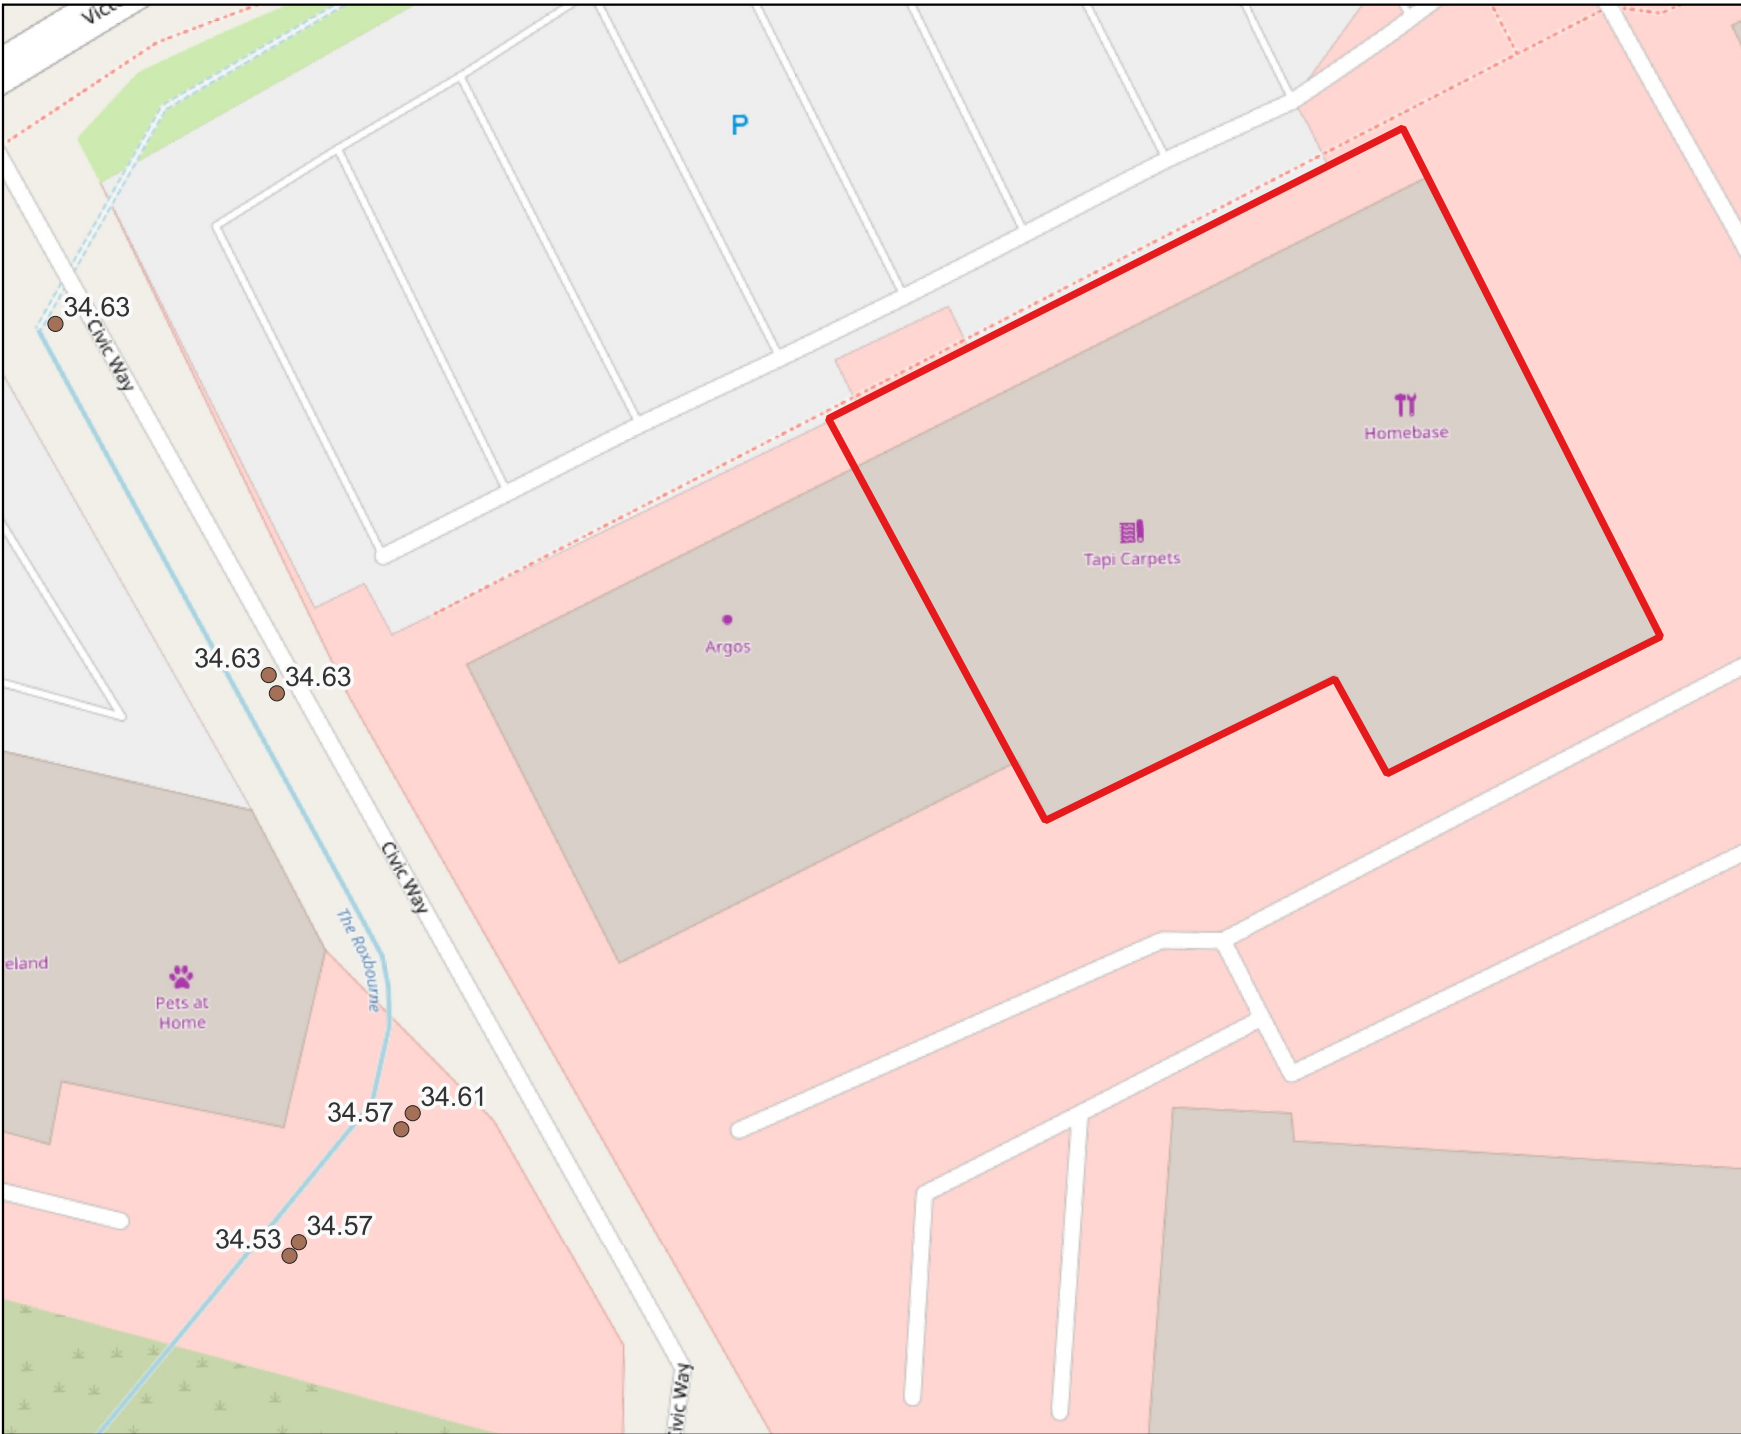 P
34.63
Civic Way
Homebase
Tapi Carpets
Argos
34.63
34.63
Civic Way
The Roxbourne
eland
Pets at
Home
34.61
34.57
34.57
34.53
Civic Way